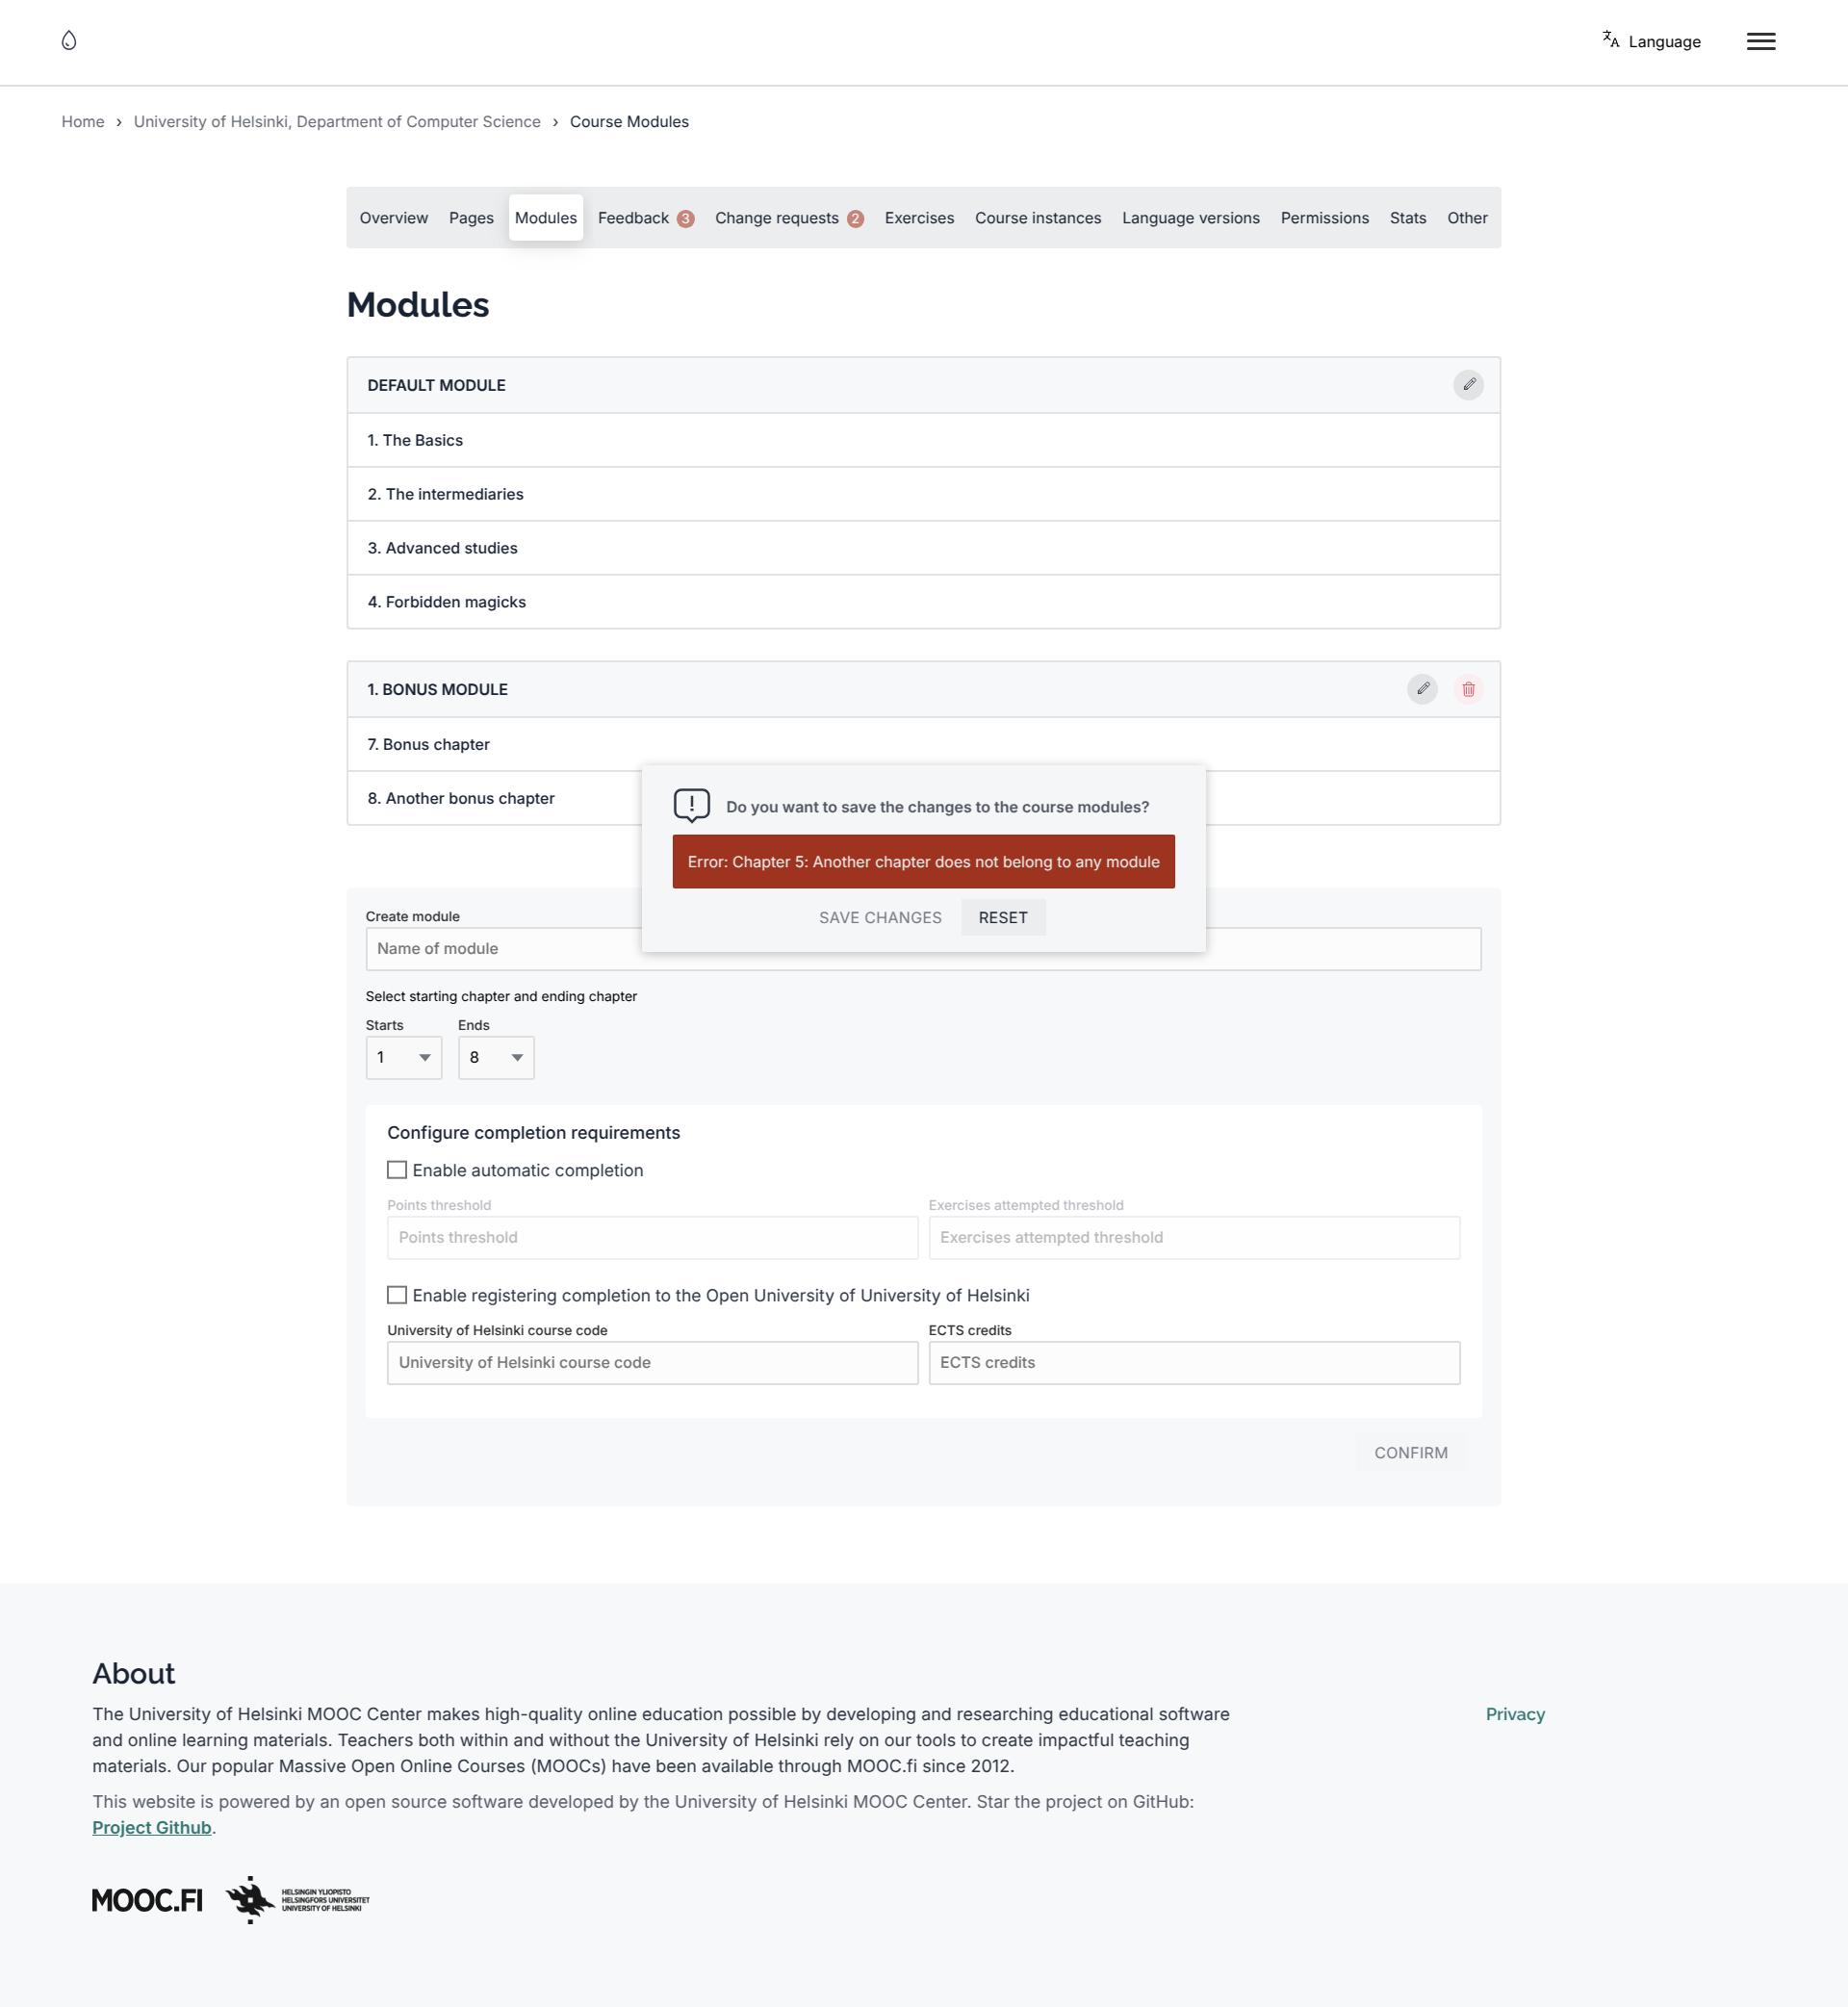 Language
Home › University of Helsinki, Department of Computer Science › Course Modules
Overview Pages Modules Feedback 3 Change requests 2 Exercises Course instances Language versions Permissions Stats Other
Modules
DEFAULT MODULE
1. The Basics
2. The intermediaries
3. Advanced studies
4. Forbidden magicks
1. BONUS MODULE
7. Bonus chapter
8. Another bonus chapter
Do you want to save the changes to the course modules?
Error: Chapter 5: Another chapter does not belong to any module
SAVE CHANGES RESET
Create module
Name of module
Select starting chapter and ending chapter
Starts Ends
1 8
Configure completion requirements
Enable automatic completion
Points threshold Exercises attempted threshold
Points threshold Exercises attempted threshold
Enable registering completion to the Open University of University of Helsinki
University of Helsinki course code ECTS credits
University of Helsinki course code ECTS credits
CONFIRM
About
The University of Helsinki MOOC Center makes high-quality online education possible by developing and researching educational software
and online learning materials. Teachers both within and without the University of Helsinki rely on our tools to create impactful teaching
materials. Our popular Massive Open Online Courses (MOOCs) have been available through MOOC.fi since 2012.
Privacy
This website is powered by an open source software developed by the University of Helsinki MOOC Center. Star the project on GitHub:
Project Github.
MOOC.FI
HELSINGIN YLIOPISTO
HELSINGFORS UNIVERSITET
UNIVERSITY OF HELSINKI